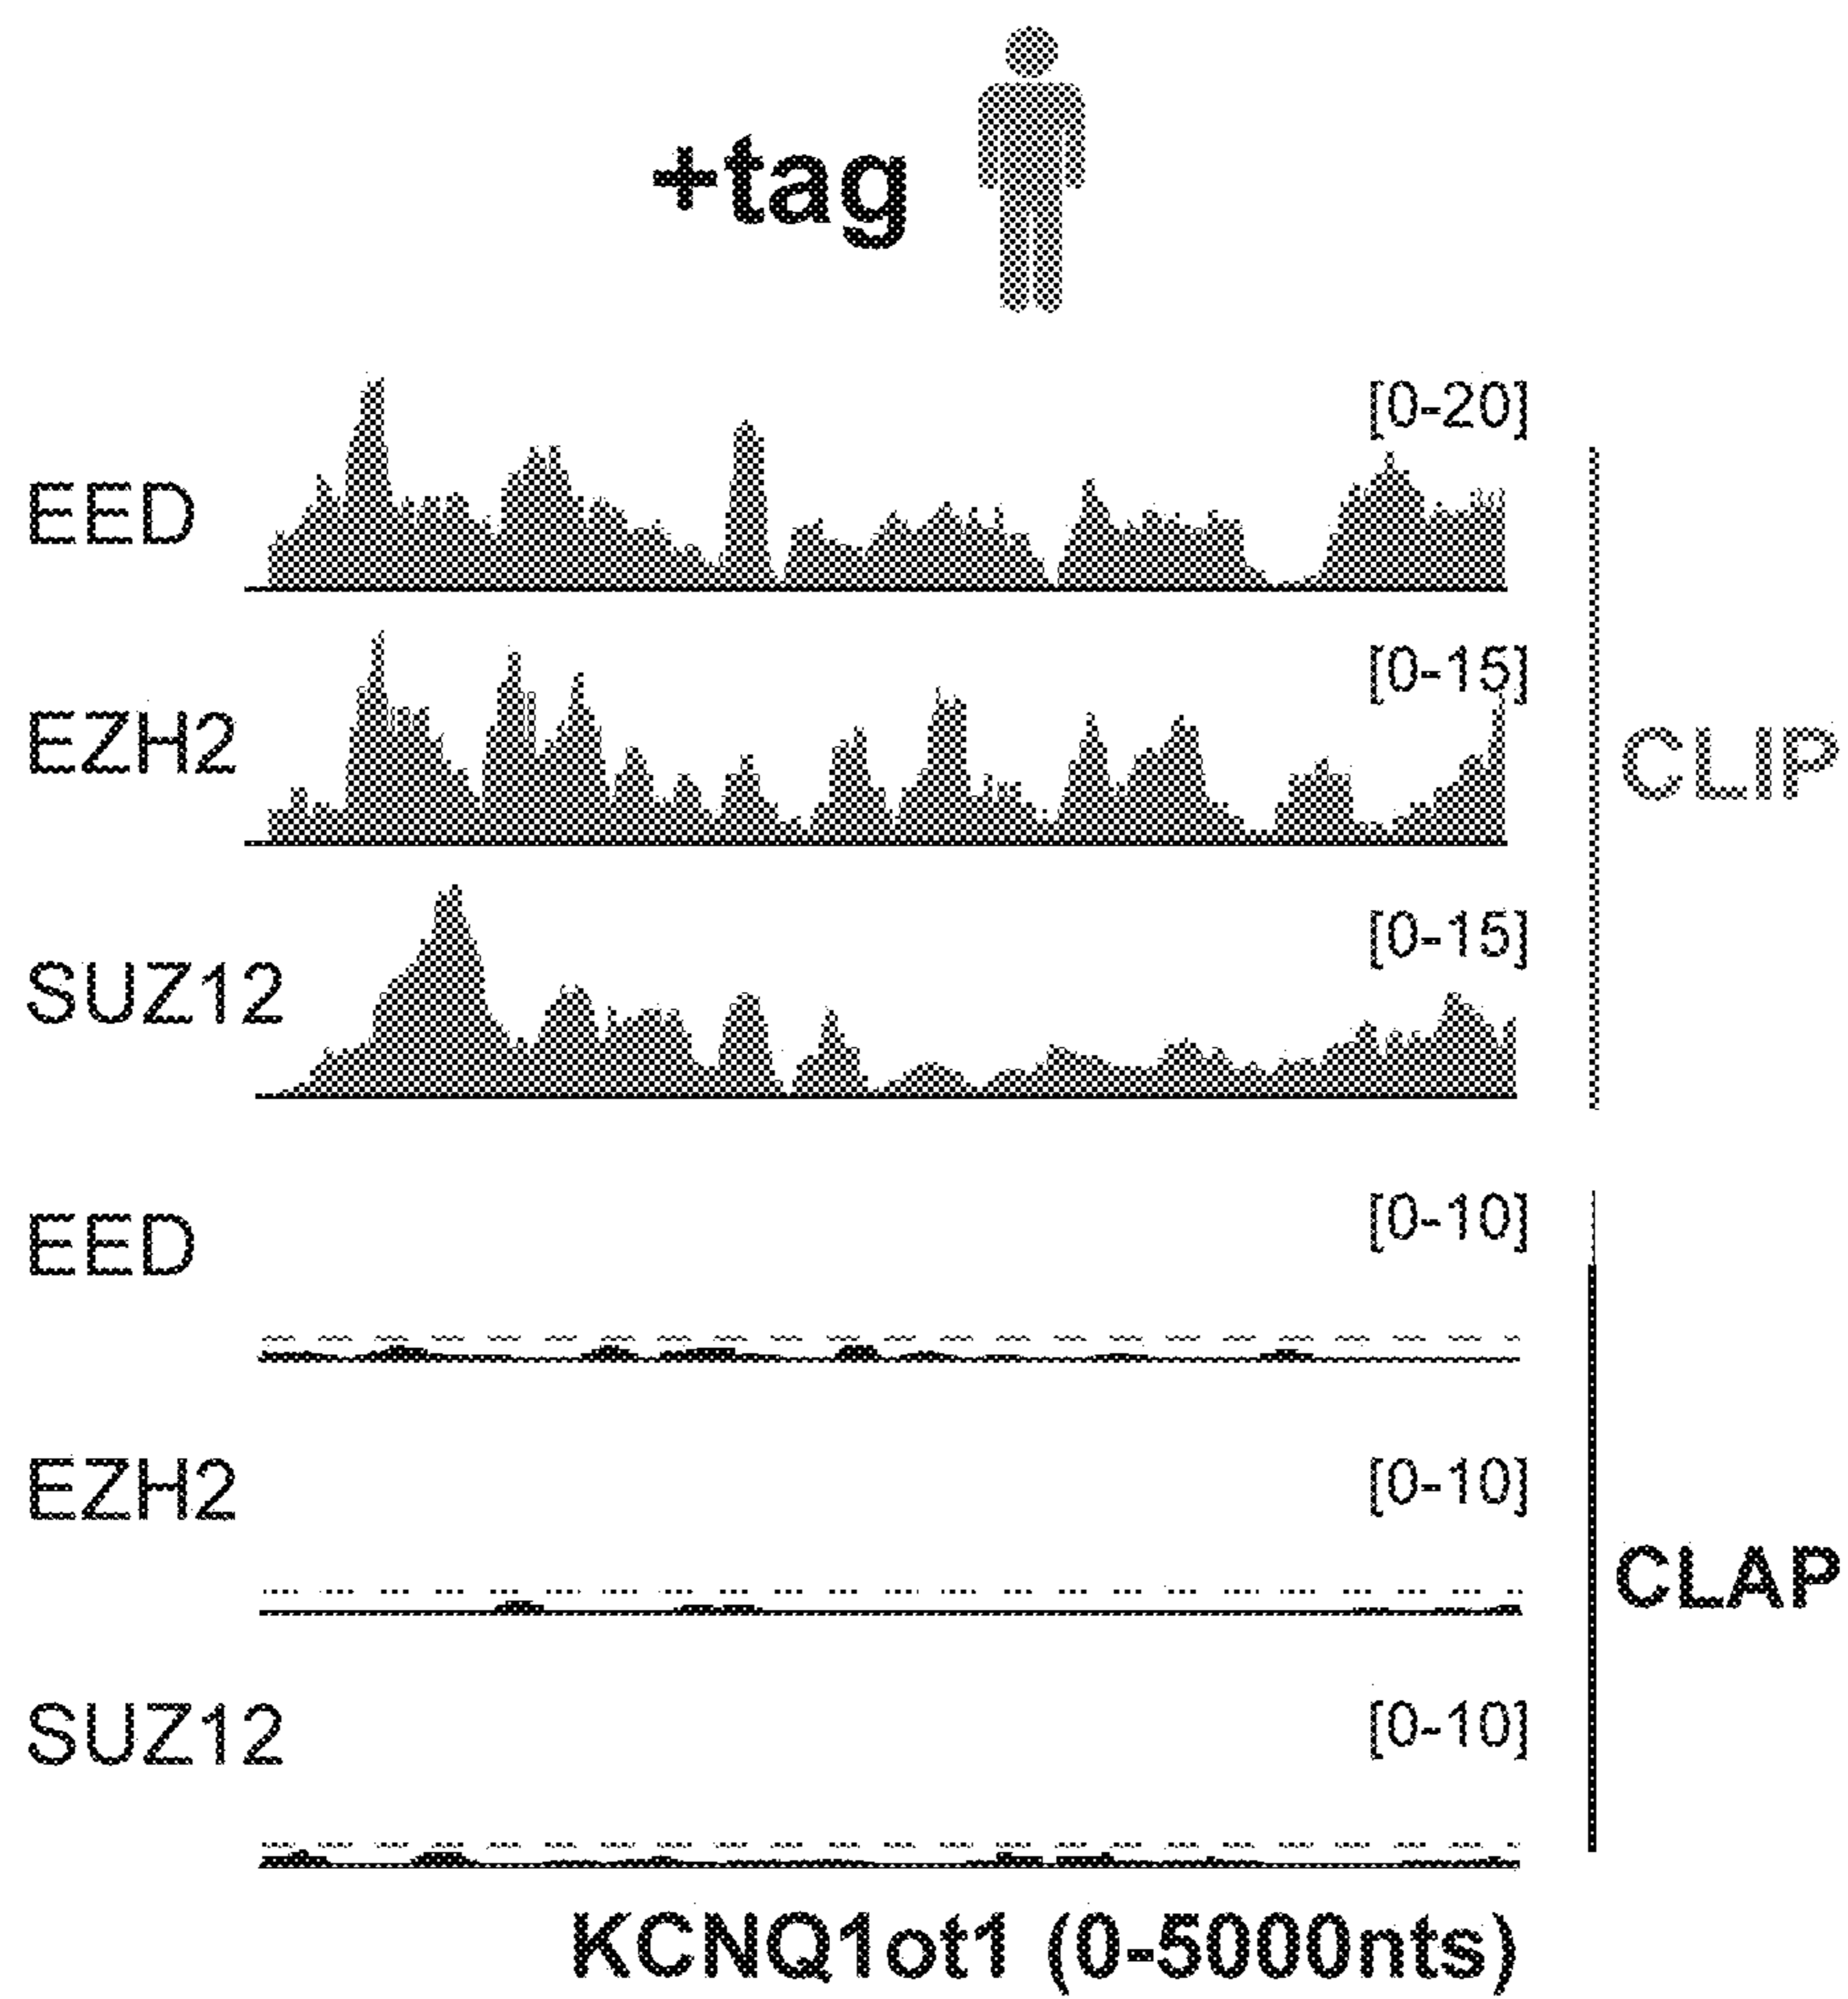 +tag
[0-20]
EED
[0-15]
EZH2
CLIP
[0-15]
SUZ12
[0-10]
EED
[0-10]
EZH2
CLAP
[0-10]
SUZ12
KCNQ1ot1 (0-5000nts)